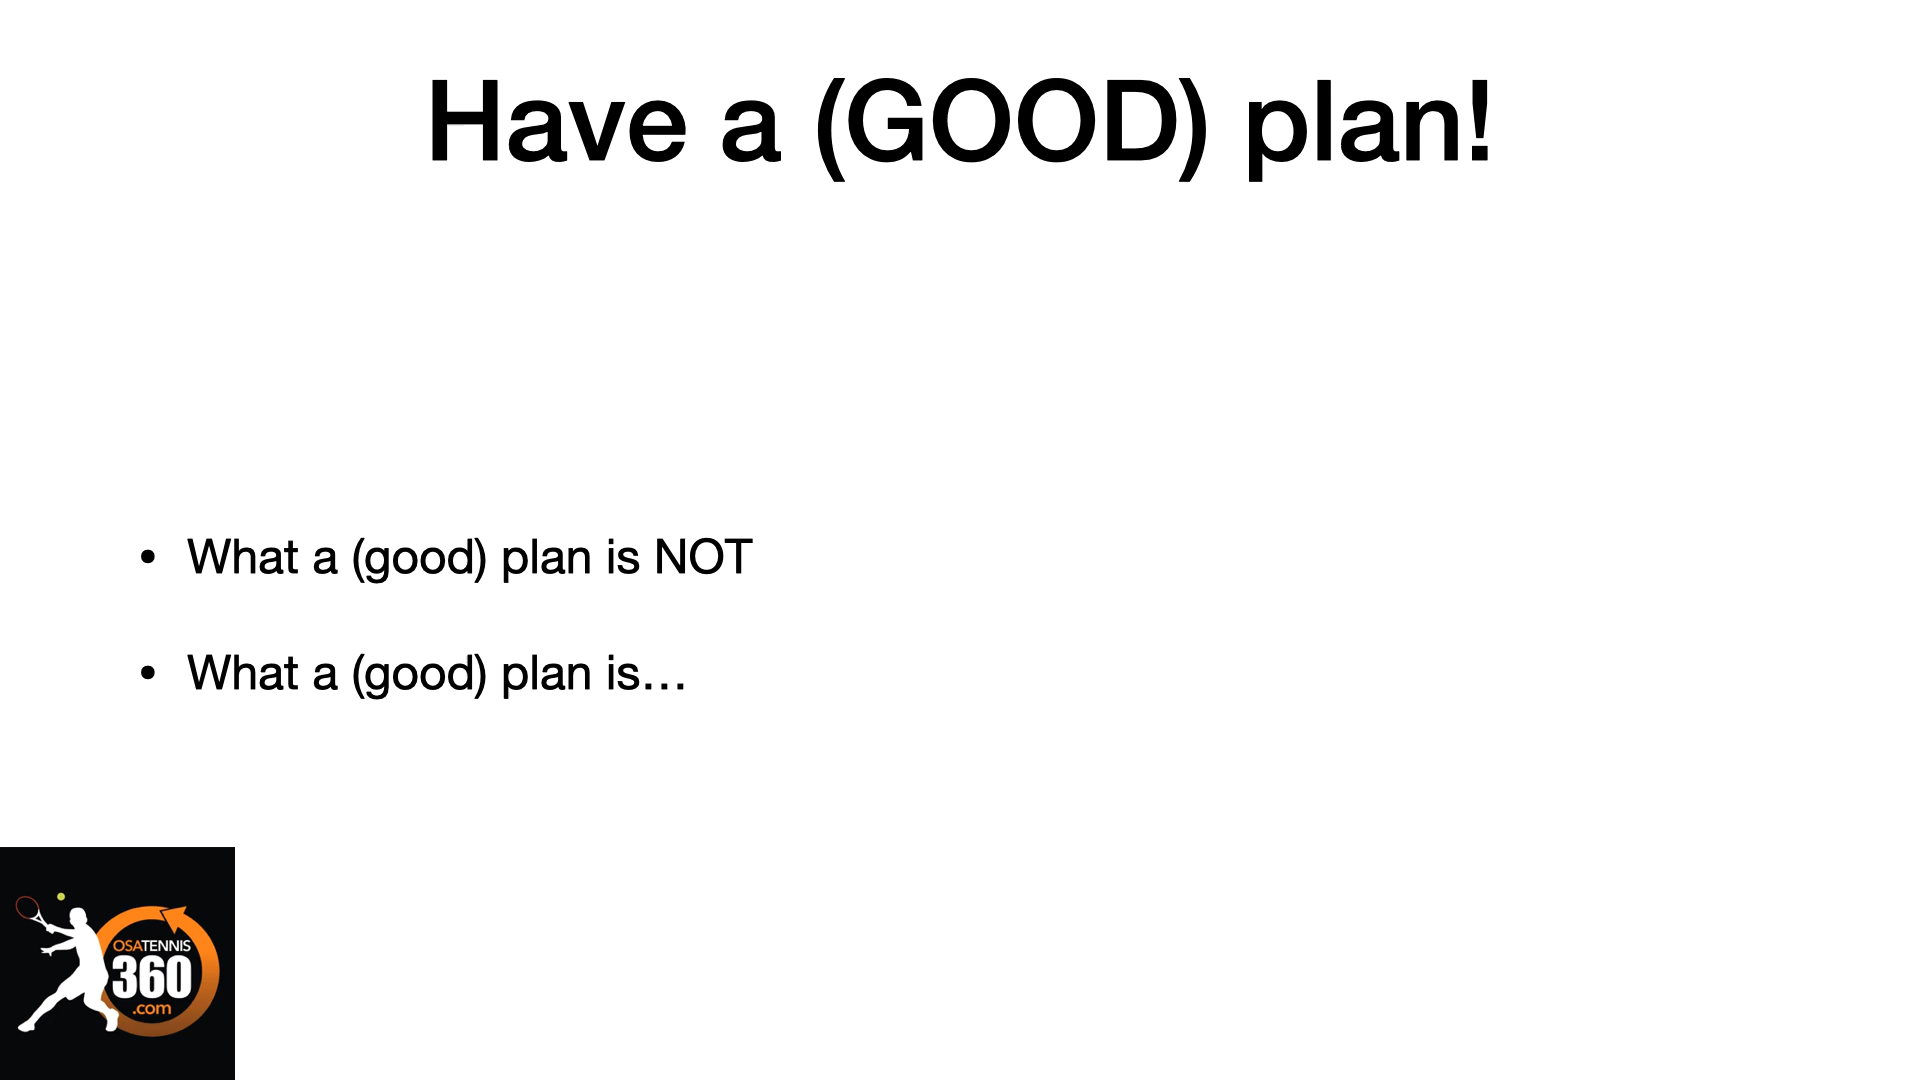 Have a (GOOD) plan!
• What a (good) plan is NOT
• What a (good) plan is…
OSATENNIS
360
.com